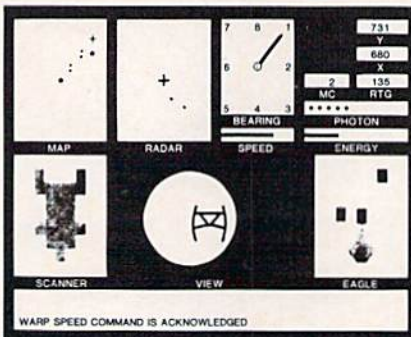 7 8 1
731
Y
680
X
6 2
2 135
MC RTG
5 4 3
BEARING PHOTON
MAP RADAR SPEED ENERGY
SCANNER VIEW EAGLE
WARP SPEED COMMAND IS ACKNOWLEDGED